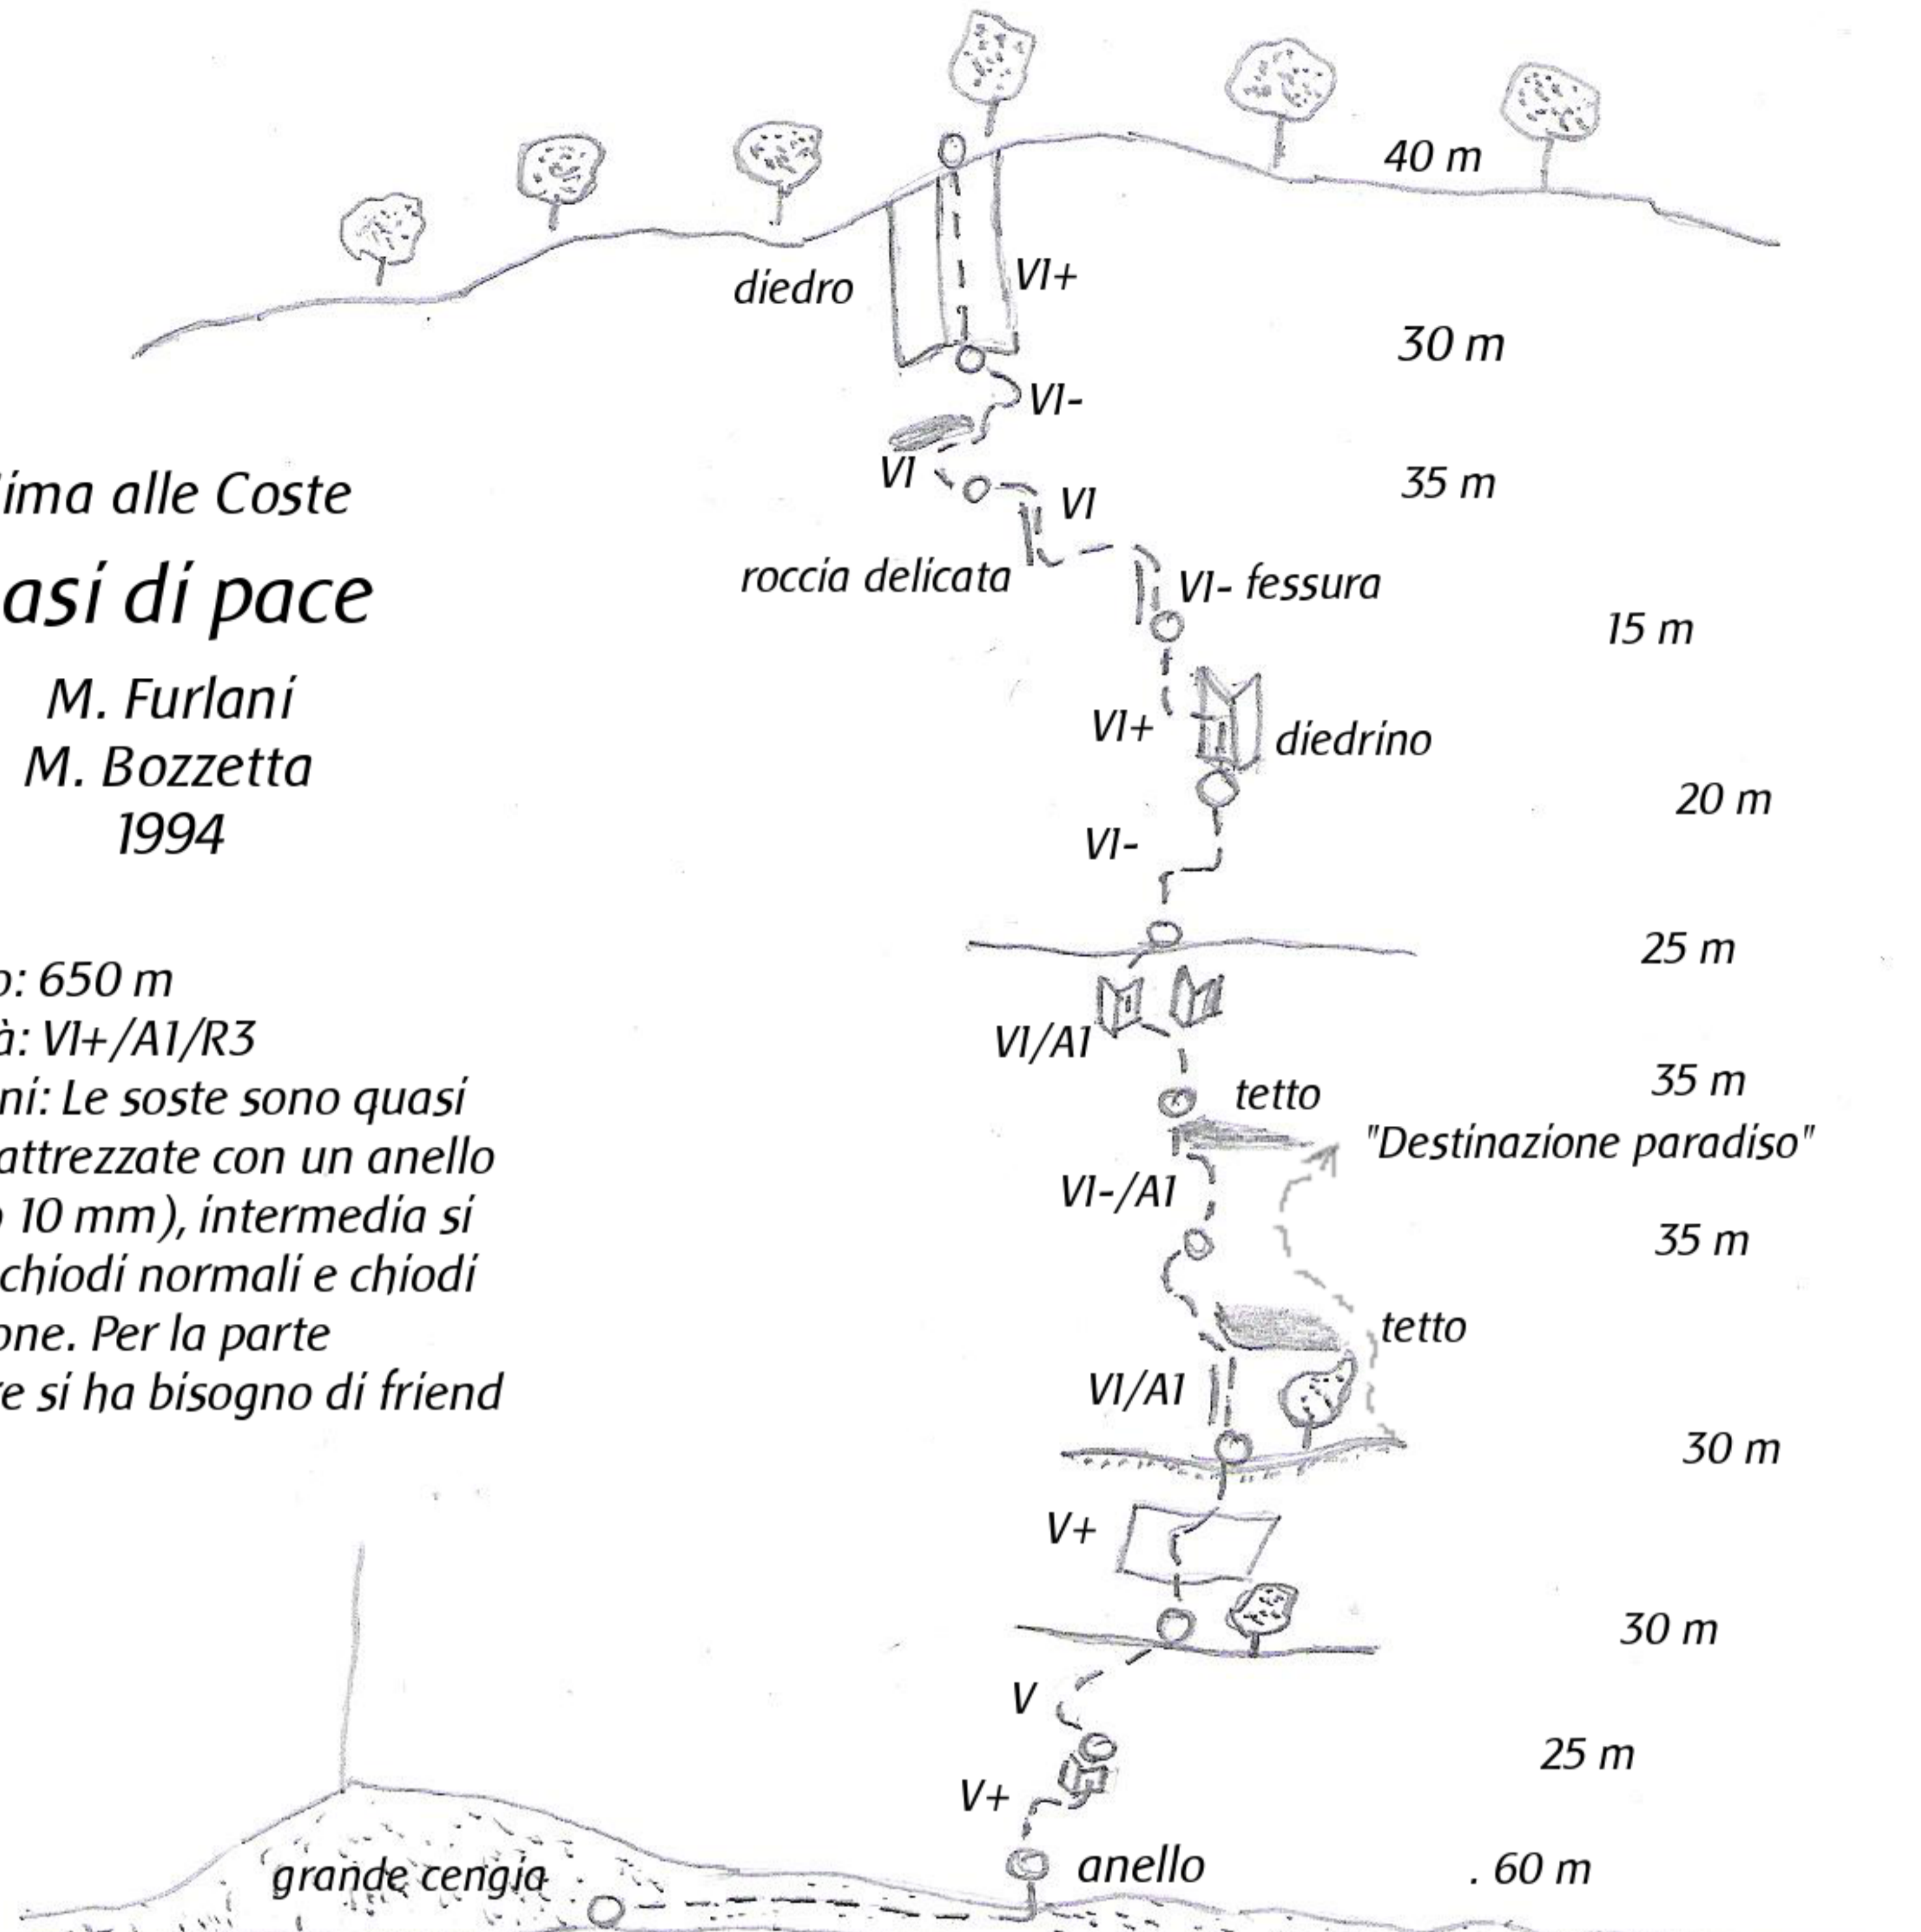 40 m
diedro
VI+
30 m
VI-
ima alle Coste
VI
35 m
VI
asi di pace
roccia delicata
VI- fessura
15 m
M. Furlani
VI+
diedrino
M. Bozzetta
20 m
1994
VI-
25 m
o: 650 m
à: VI+/A1/R3
VI/A1
ni: Le soste sono quasi
35 m
tetto
attrezzate con un anello
"Destinazione paradiso"
VI-/A1
o 10 mm), intermedia si
35 m
chiodi normali e chiodi
one. Per la parte
tetto
re si ha bisogno di friend
VI/A1
30 m
V+
30 m
V
25 m
V+
grande cengia
anello
. 60 m